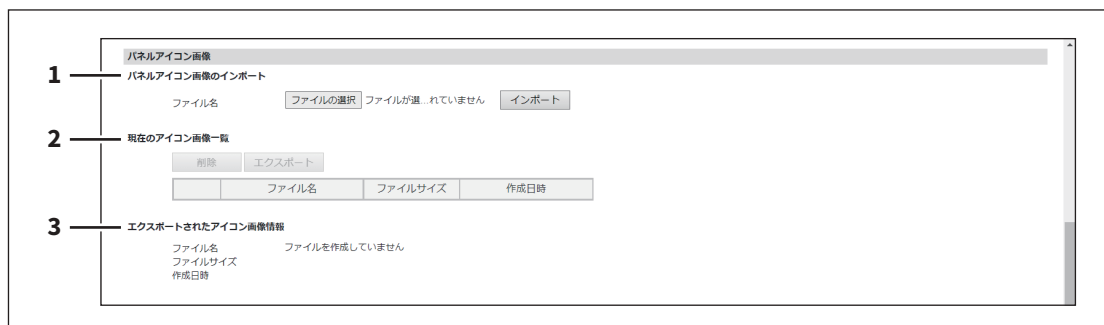 パネルアイコン画像
1 パネルアイコン画像のインポート
ファイル名 ファイルの選択 ファイルが選...れていません インポート
2 現在のアイコン画像一覧
削除 エクスポート
ファイル名 ファイルサイズ 作成日時
3 エクスポートされたアイコン画像情報
ファイル名 ファイルを作成していません
ファイルサイズ
作成日時